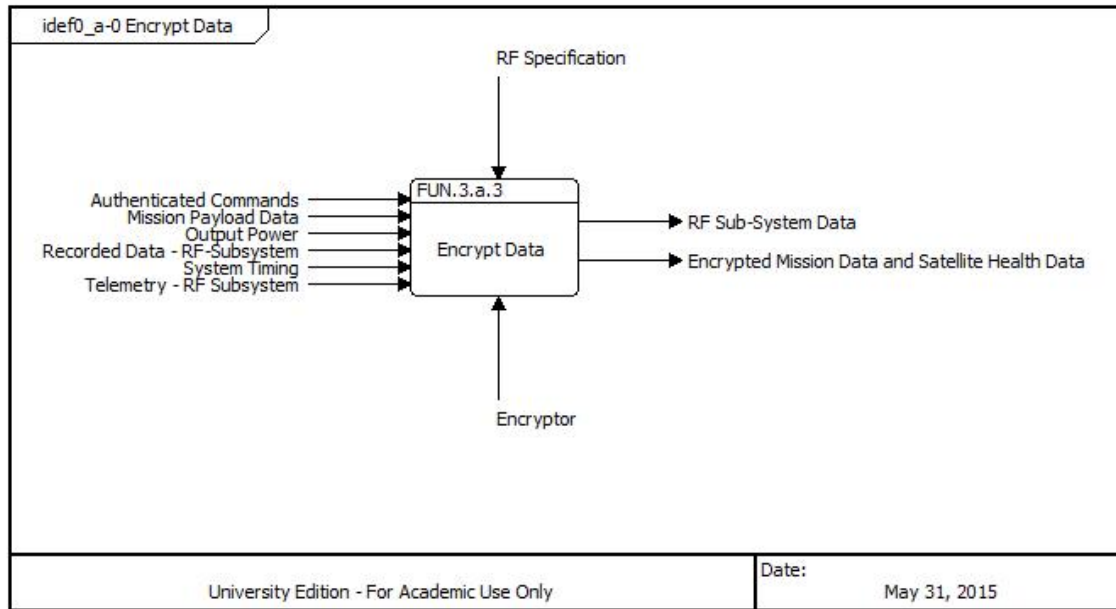 idef0_a-0 Encrypt Data
RF Specification
FUN.3.a.3
Encrypt Data
Authenticated Commands
Mission Payload Data
Output Power
Recorded Data - RF-Subsystem
System Timing
Telemetry - RF Subsystem
RF Sub-System Data
Encrypted Mission Data and Satellite Health Data
Encryptor
University Edition - For Academic Use Only
Date:
May 31, 2015